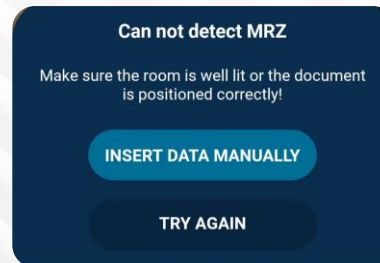 Can not detect MRZ
Make sure the room is well lit or the document
is positioned correctly!
INSERT DATA MANUALLY
TRY AGAIN